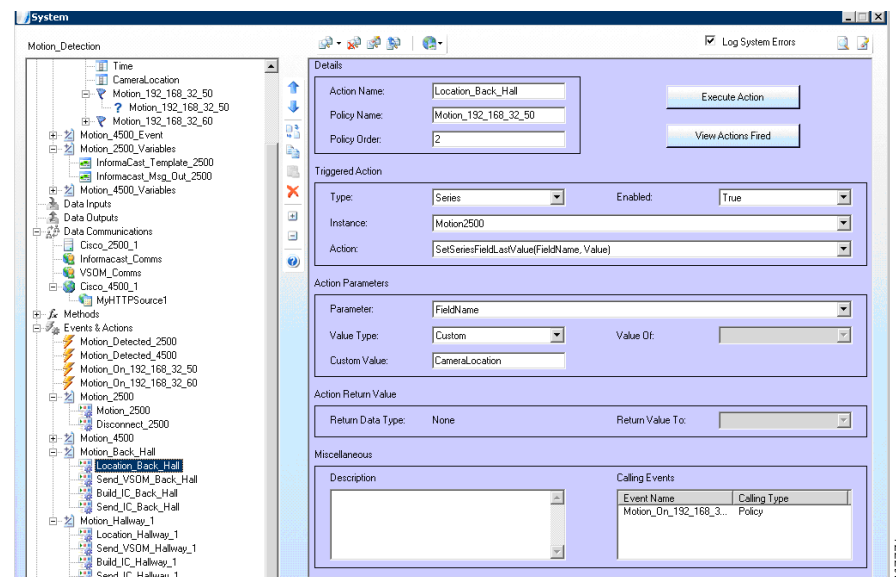 System
Motion_Detection
Log System Errors
Time
CameraLocation
Motion_192_168_32_50
? Motion_192_168_32_50
Motion_192_168_32_60
Motion_4500_Event
Motion_2500_Variables
InformaCast_Template_2500
Informacast_Msg_Out_2500
Motion_4500_Variables
Data Inputs
Data Outputs
Data Communications
Cisco_2500_1
Informacast_Comms
VSOM_Comms
Cisco_4500_1
MyHTTPSource1
fx Methods
Events & Actions
Motion_Detected_2500
Motion_Detected_4500
Motion_On_192_168_32_50
Motion_On_192_168_32_60
Motion_2500
Motion_2500
Disconnect_2500
Motion_4500
Motion_Back_Hall
Location_Back_Hall
Send_VSOM_Back_Hall
Build_IC_Back_Hall
Send_IC_Back_Hall
Motion_Hallway_1
Location_Hallway_1
Send_VSOM_Hallway_1
Build_IC_Hallway_1
Send_IC_Hallway_1
Details
Action Name: Location_Back_Hall
Execute Action
Policy Name: Motion_192_168_32_50
Policy Order: 2
View Actions Fired
Triggered Action
Type: Series Enabled: True
Instance: Motion2500
Action: SetSeriesFieldLastValue(FieldName, Value)
Action Parameters
Parameter: FieldName
Value Type: Custom Value Of:
Custom Value: CameraLocation
Action Return Value
Return Data Type: None Return Value To:
Miscellaneous
Description Calling Events
Event Name Calling Type
Motion_On_192_168_3... Policy